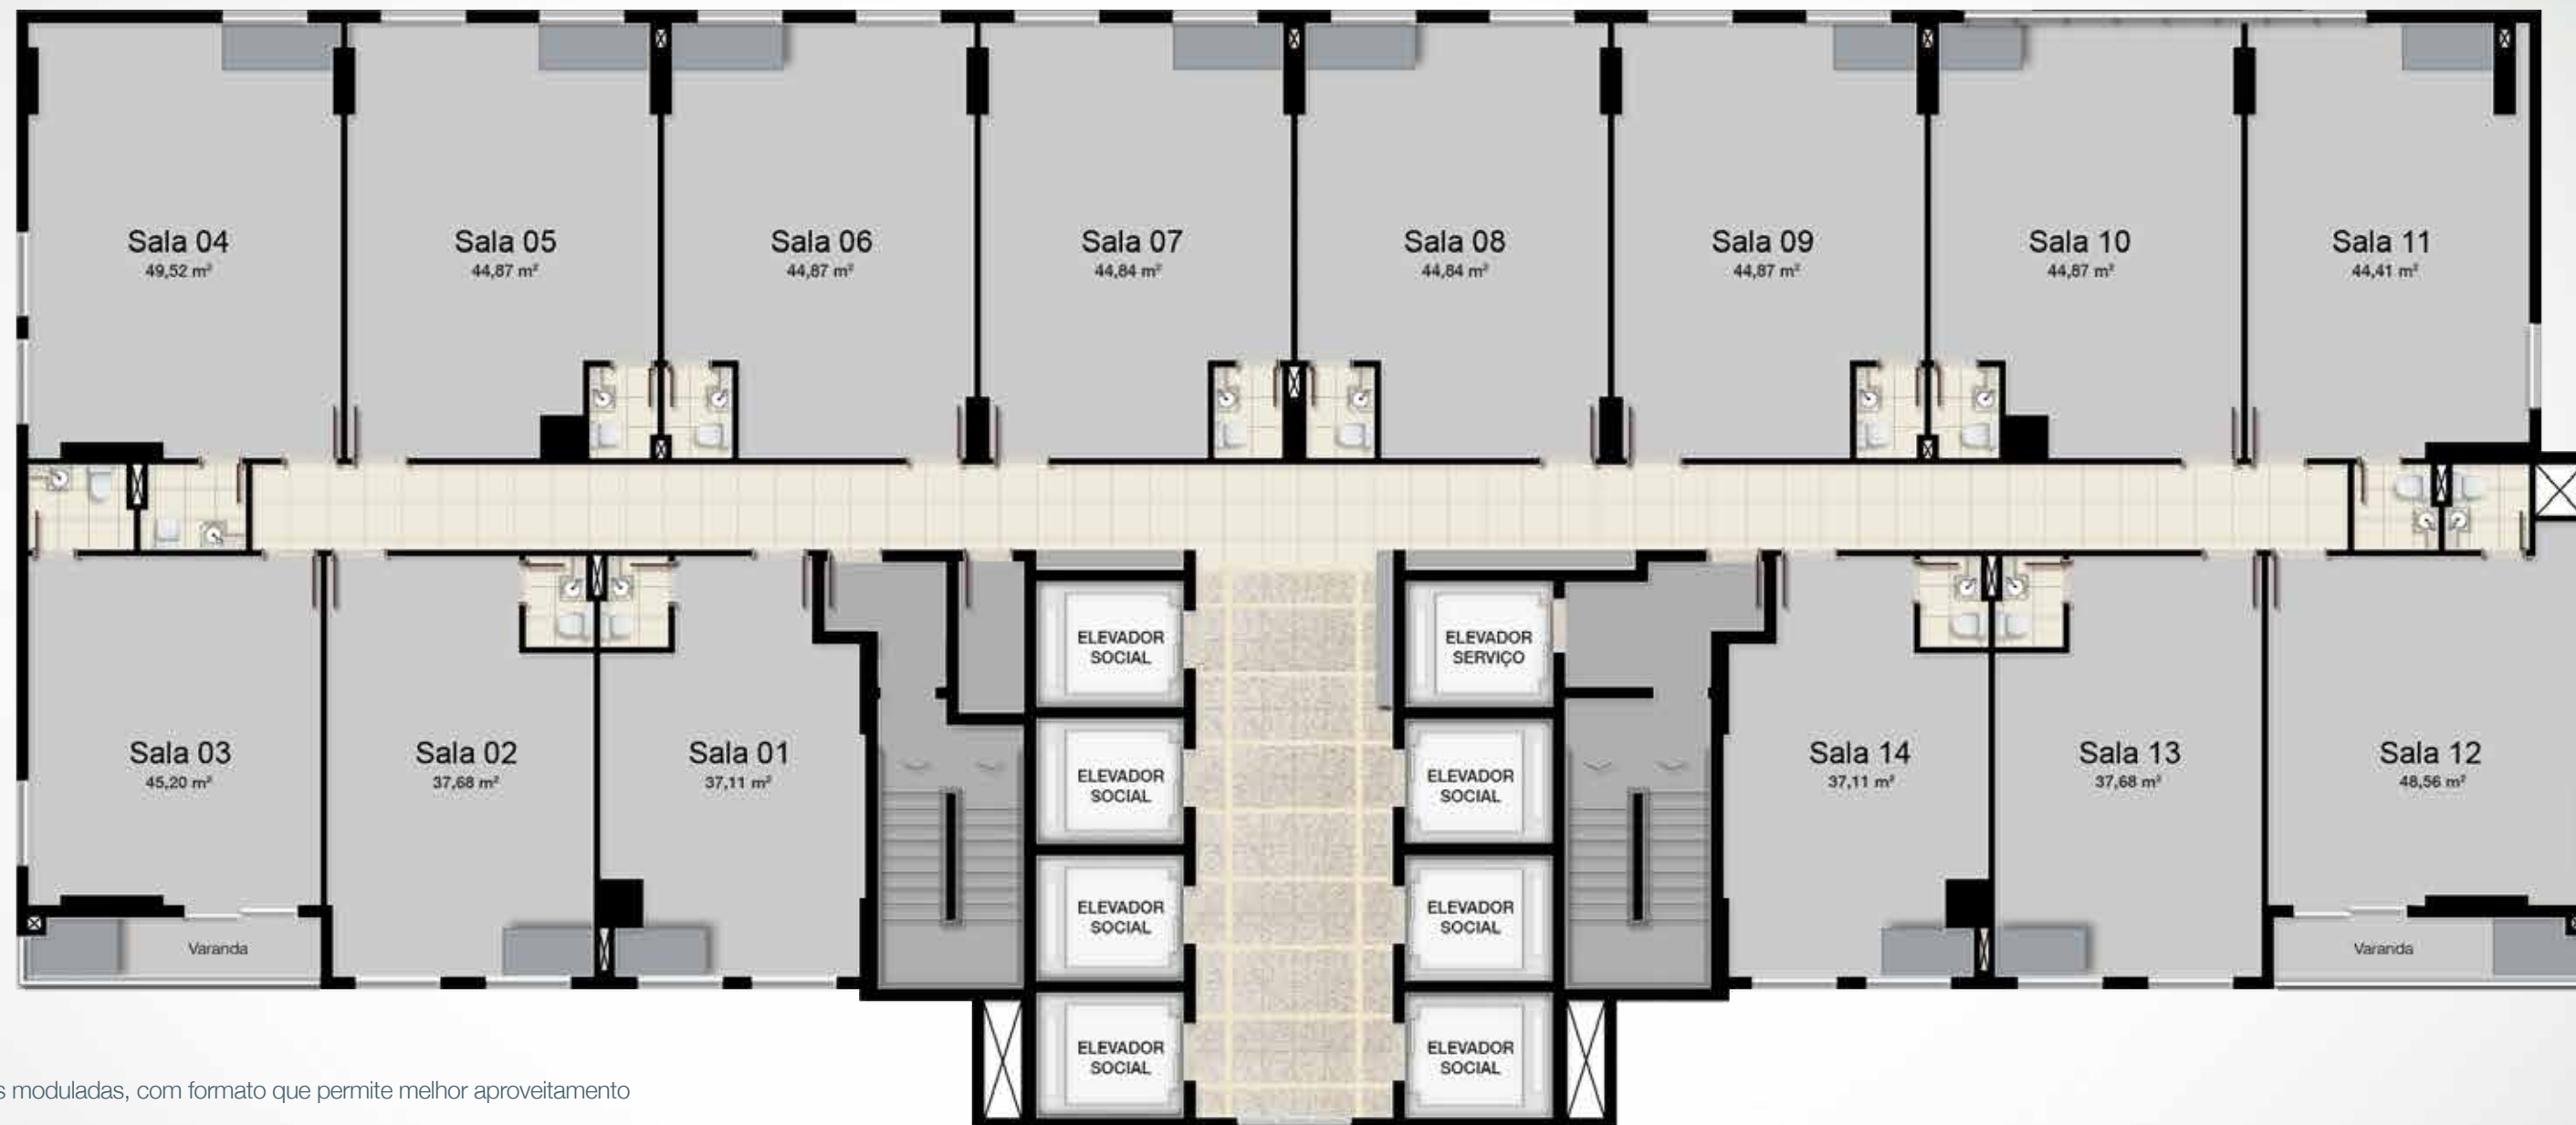 Sala 04
49,52 m²
Sala 05
44,87 m²
Sala 06
44,87 m²
Sala 07
44,84 m²
Sala 08
44,84 m²
Sala 09
44,87 m²
Sala 10
44,87 m²
Sala 11
44,41 m²
ELEVADOR
SOCIAL
ELEVADOR
SERVIÇO
Sala 03
45,20 m²
Sala 02
37,68 m²
Sala 01
37,11 m²
ELEVADOR
SOCIAL
ELEVADOR
SOCIAL
Sala 14
37,11 m²
Sala 13
37,68 m²
Sala 12
48,56 m²
ELEVADOR
SOCIAL
ELEVADOR
SOCIAL
Varanda
Varanda
ELEVADOR
SOCIAL
ELEVADOR
SOCIAL
s moduladas, com formato que permite melhor aproveitamento